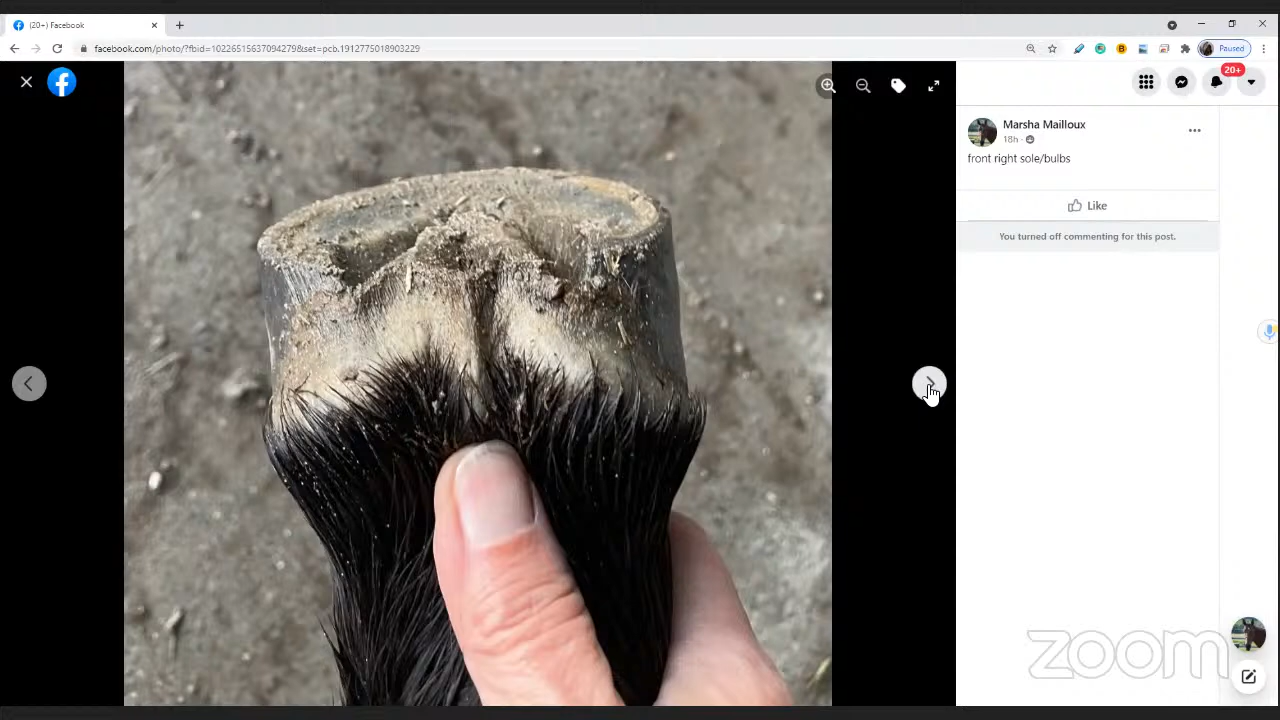 (20+) Facebook
facebook.com/photo/?fbid=10226515637094279&set=pcb.1912775018903229
Paused
20+
Marsha Mailloux
18h ·
front right sole/bulbs
Like
You turned off commenting for this post.
zoom